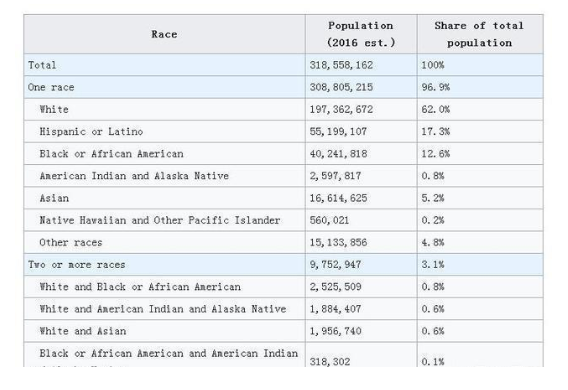 Race Population (2016 est.) Share of total population
Total 318,558,162 100%
One race 308,805,215 96.9%
White 197,362,672 62.0%
Hispanic or Latino 55,199,107 17.3%
Black or African American 40,241,818 12.6%
American Indian and Alaska Native 2,597,817 0.8%
Asian 16,614,625 5.2%
Native Hawaiian and Other Pacific Islander 560,021 0.2%
Other races 15,133,856 4.8%
Two or more races 9,752,947 3.1%
White and Black or African American 2,525,509 0.8%
White and American Indian and Alaska Native 1,884,407 0.6%
White and Asian 1,956,740 0.6%
Black or African American and American Indian 318,302 0.1%